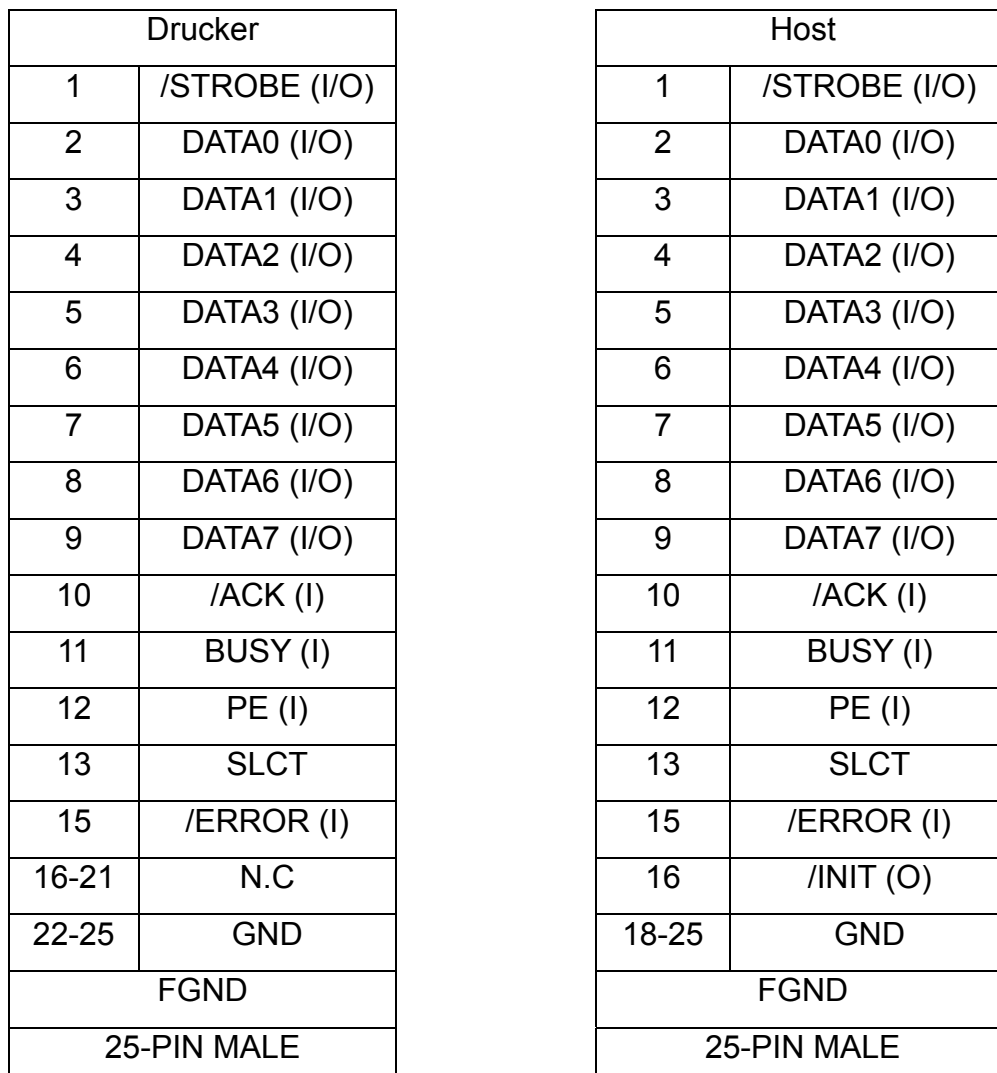 Drucker
1 /STROBE (I/O)
2 DATA0 (I/O)
3 DATA1 (I/O)
4 DATA2 (I/O)
5 DATA3 (I/O)
6 DATA4 (I/O)
7 DATA5 (I/O)
8 DATA6 (I/O)
9 DATA7 (I/O)
10 /ACK (I)
11 BUSY (I)
12 PE (I)
13 SLCT
15 /ERROR (I)
16-21 N.C
22-25 GND
FGND
25-PIN MALE
Host
1 /STROBE (I/O)
2 DATA0 (I/O)
3 DATA1 (I/O)
4 DATA2 (I/O)
5 DATA3 (I/O)
6 DATA4 (I/O)
7 DATA5 (I/O)
8 DATA6 (I/O)
9 DATA7 (I/O)
10 /ACK (I)
11 BUSY (I)
12 PE (I)
13 SLCT
15 /ERROR (I)
16 /INIT (O)
18-25 GND
FGND
25-PIN MALE